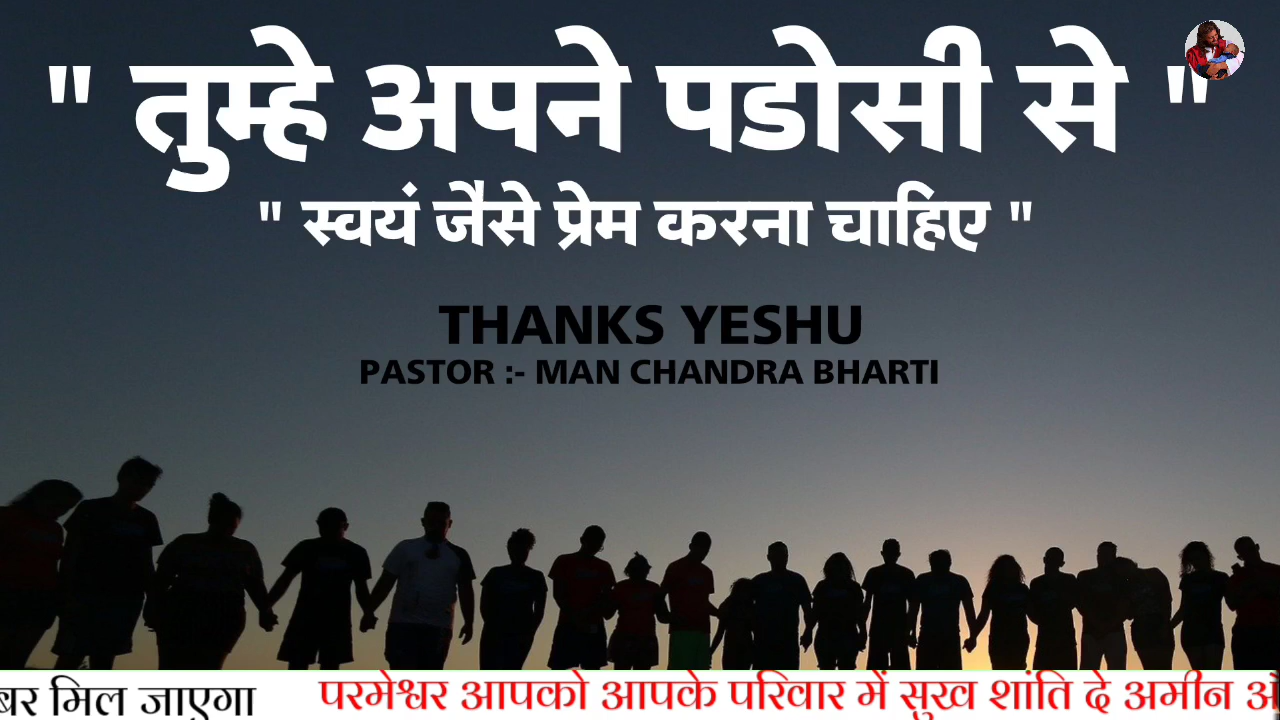 " तुम्हे अपने पडोसी से "
" स्वयं जैसे प्रेम करना चाहिए "
THANKS YESHU
PASTOR :- MAN CHANDRA BHARTI
मिल जाएगा परमेश्वर आपको आपके परिवार में सुख शांति दे अमीन